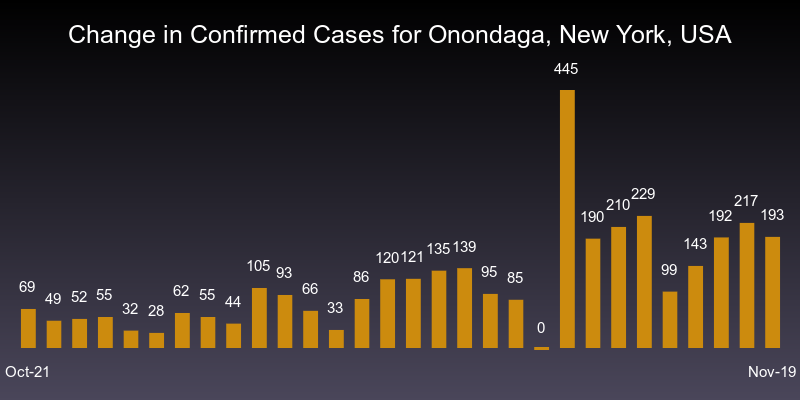 Change in Confirmed Cases for Onondaga, New York, USA
69 49 52 55 32 28 62 55 44 105 93 66 33 86 120 121 135 139 95 85 0 445 190 210 229 99 143 192 217 193
Oct-21 Nov-19